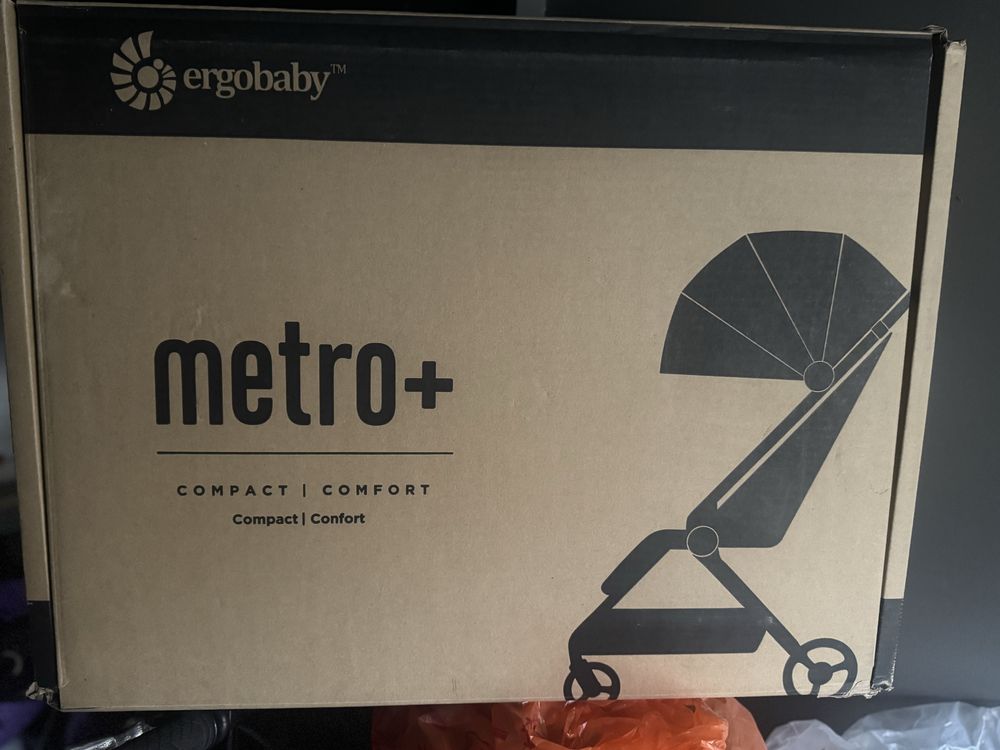 ergobaby™
metro+
COMPACT | COMFORT
Compact | Confort